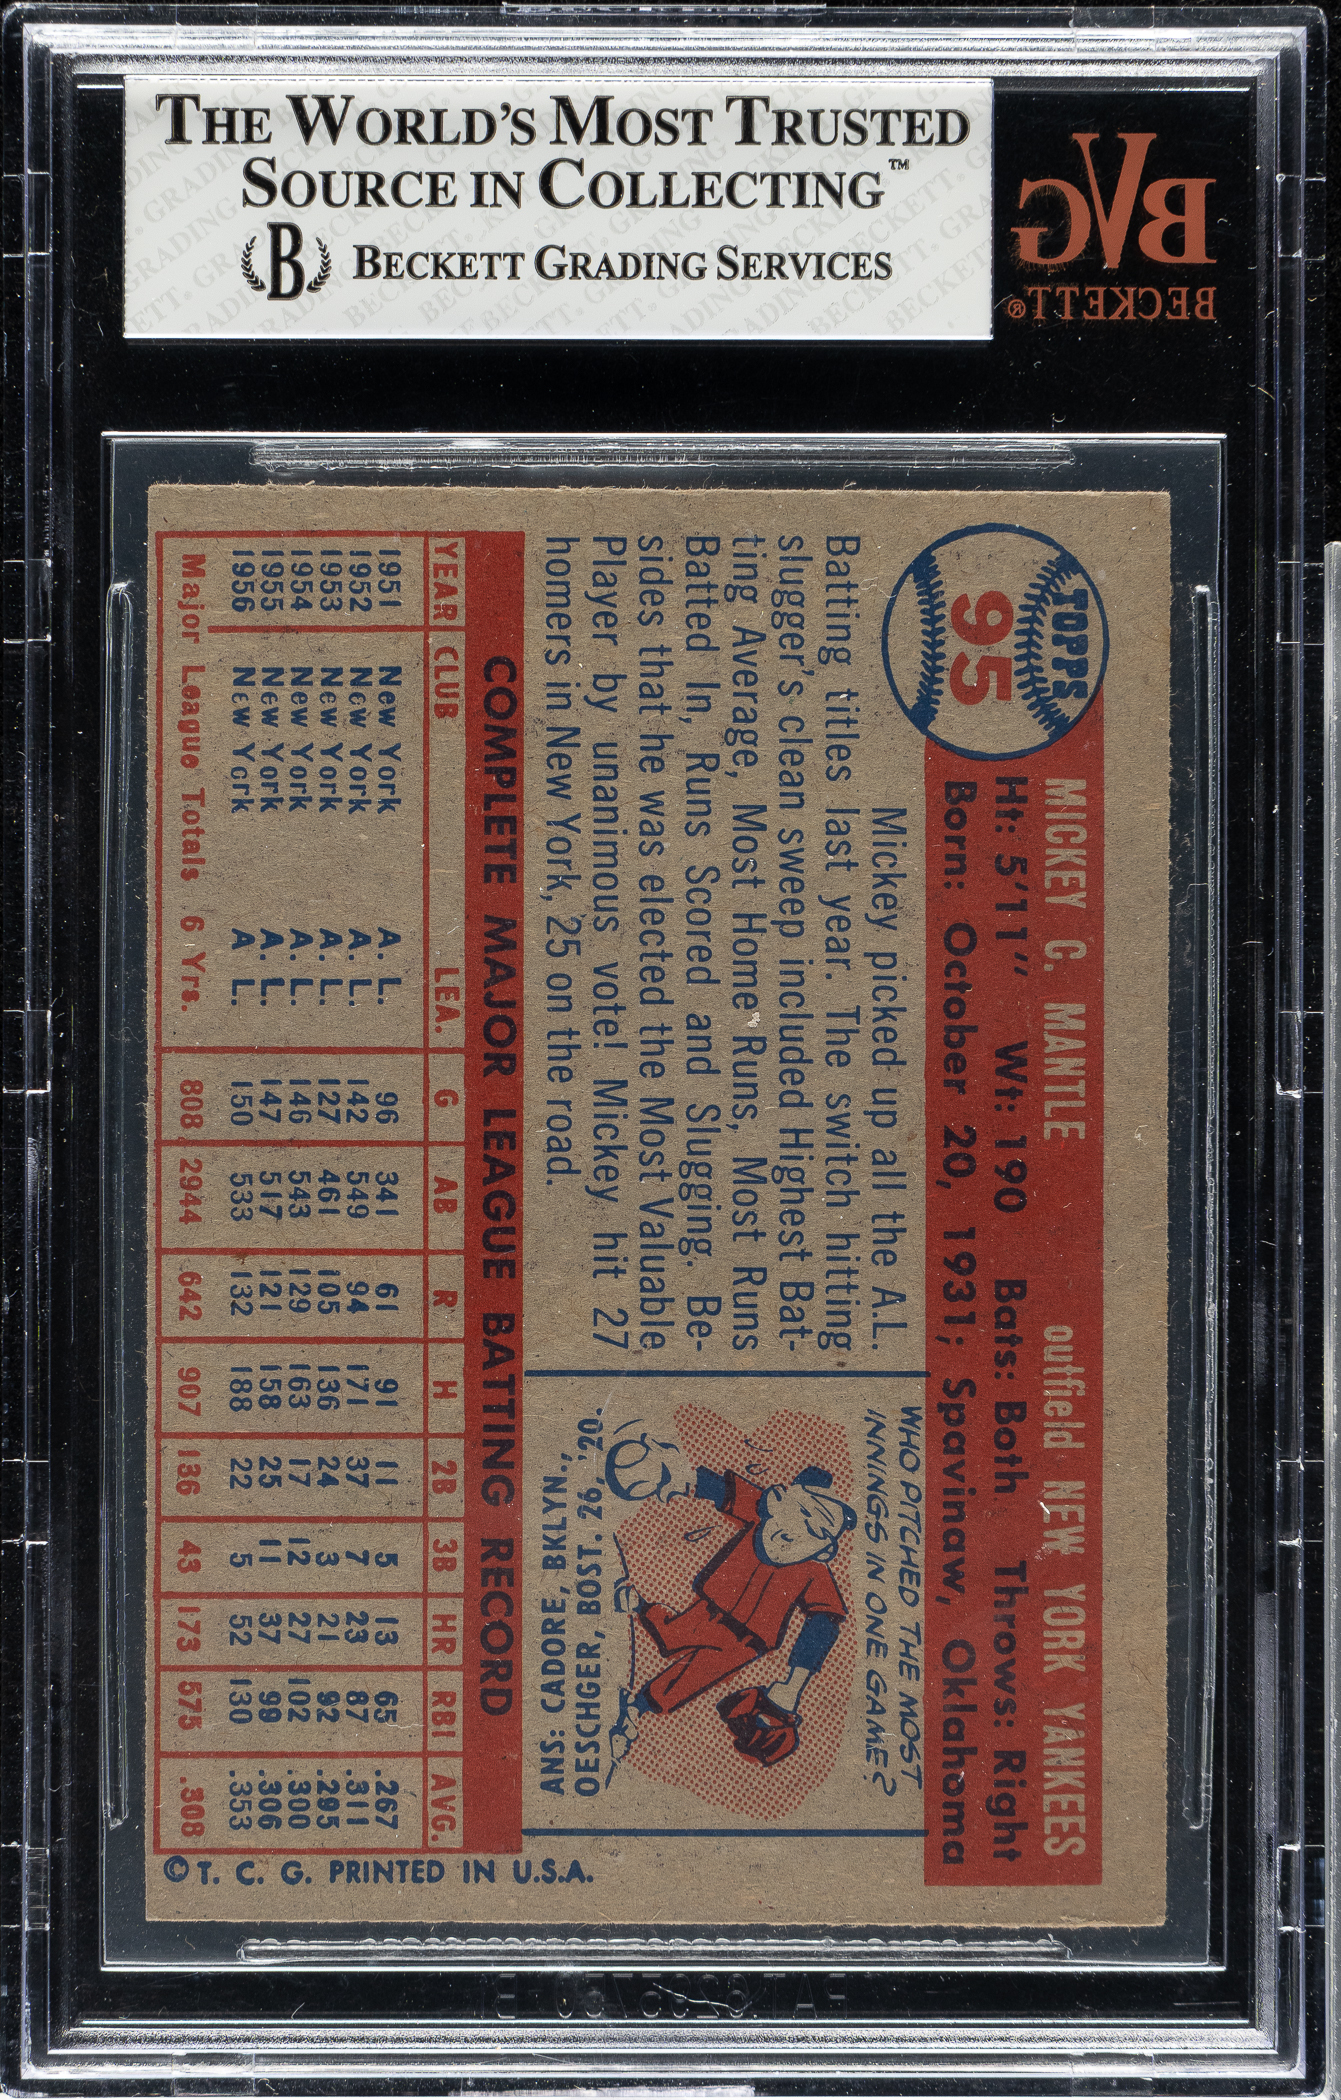 THE WORLD'S MOST TRUSTED
SOURCE IN COLLECTING™
B BECKETT GRADING SERVICES
BVG
BECKETT®
TOPPS
95
MICKEY C. MANTLE outfield NEW YORK YANKEES
Ht: 5'11" Wt: 190 Bats: Both Throws: Right
Born: October 20, 1931; Spavinaw, Oklahoma
Mickey picked up all the A.L.
Batting titles last year. The switch hitting
slugger's clean sweep included Highest Bat-
ting Average, Most Home Runs, Most Runs
Batted In, Runs Scored and Slugging. Be-
sides that he was elected the Most Valuable
Player by unanimous vote! Mickey hit 27
homers in New York, 25 on the road.
WHO PITCHED THE MOST
INNINGS IN ONE GAME?
ANS: CADORE, BKLYN.,
OESCHGER, BOST. 26, '20.
COMPLETE MAJOR LEAGUE BATTING RECORD
YEAR CLUB LEA. G AB R H 2B 3B HR RBI AVG.
1951 New York A. L. 96 341 61 91 11 5 13 65 .267
1952 New York A. L. 142 549 94 171 37 7 23 87 .311
1953 New York A. L. 127 461 105 136 24 3 21 92 .295
1954 New York A. L. 146 543 129 163 17 12 27 102 .300
1955 New York A. L. 147 517 121 158 25 11 37 99 .306
1956 New York A. L. 150 533 132 188 22 5 52 130 .353
Major League Totals 6 Yrs. 808 2944 642 907 136 43 173 575 .308
© T. C. G. PRINTED IN U.S.A.